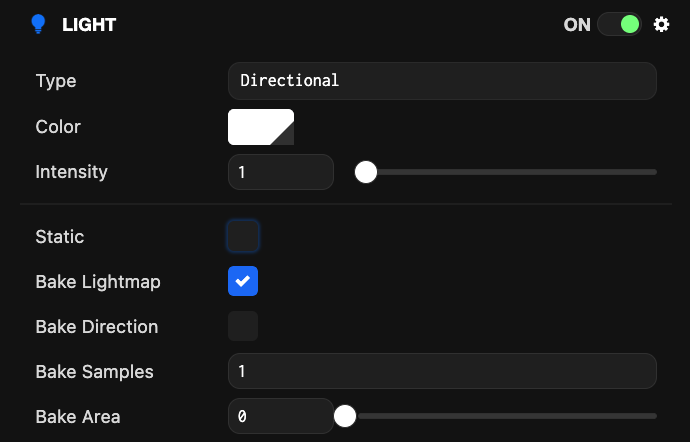 LIGHT ON
Type Directional
Color
Intensity 1
Static
Bake Lightmap
Bake Direction
Bake Samples 1
Bake Area 0